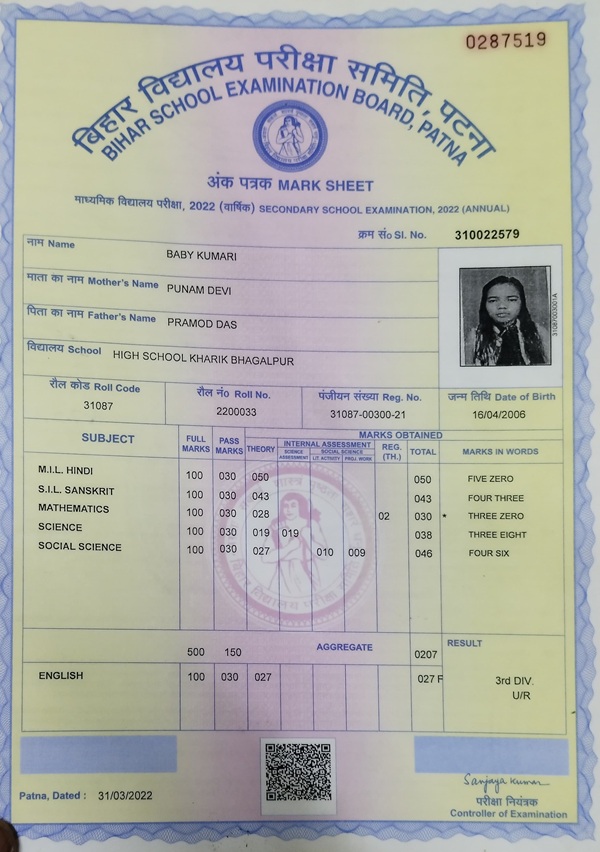 0287519
बिहार विद्यालय परीक्षा समिति, पटना
BIHAR SCHOOL EXAMINATION BOARD, PATNA
अंक पत्रक MARK SHEET
माध्यमिक विद्यालय परीक्षा, 2022 (वार्षिक) SECONDARY SCHOOL EXAMINATION, 2022 (ANNUAL)
क्रम सं० Sl. No. 310022579
नाम Name BABY KUMARI
माता का नाम Mother's Name PUNAM DEVI
पिता का नाम Father's Name PRAMOD DAS
विद्यालय School HIGH SCHOOL KHARIK BHAGALPUR
310870003001A
रौल कोड Roll Code रौल नं० Roll No. पंजीयन संख्या Reg. No. जन्म तिथि Date of Birth
31087 2200033 31087-00300-21 16/04/2006
SUBJECT FULL MARKS PASS MARKS MARKS OBTAINED
THEORY INTERNAL ASSESSMENT REG. (TH.) TOTAL MARKS IN WORDS
SCIENCE ASSESSMENT SOCIAL SCIENCE LIT. ACTIVITY PROJ. WORK
M.I.L. HINDI 100 030 050 050 FIVE ZERO
S.I.L. SANSKRIT 100 030 043 043 FOUR THREE
MATHEMATICS 100 030 028 02 030 * THREE ZERO
SCIENCE 100 030 019 019 038 THREE EIGHT
SOCIAL SCIENCE 100 030 027 010 009 046 FOUR SIX
500 150 AGGREGATE 0207 RESULT
ENGLISH 100 030 027 027 F 3rd DIV.
U/R
Patna, Dated : 31/03/2022
Sanjaya Kumar
परीक्षा नियंत्रक
Controller of Examination